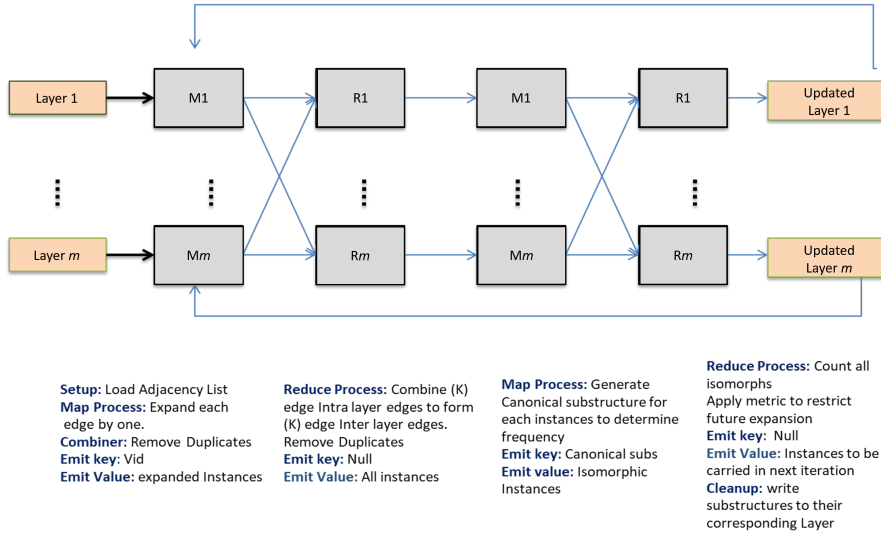 Layer 1
M1
R1
M1
R1
Updated
Layer 1
Layer m
Mm
Rm
Mm
Rm
Updated
Layer m
Setup: Load Adjacency List
Map Process: Expand each
edge by one.
Combiner: Remove Duplicates
Emit key: Vid
Emit Value: expanded Instances
Reduce Process: Combine (K)
edge Intra layer edges to form
(K) edge Inter layer edges.
Remove Duplicates
Emit key: Null
Emit Value: All instances
Map Process: Generate
Canonical substructure for
each instances to determine
frequency
Emit key: Canonical subs
Emit value: Isomorphic
Instances
Reduce Process: Count all
isomorphs
Apply metric to restrict
future expansion
Emit key: Null
Emit Value: Instances to be
carried in next iteration
Cleanup: write
substructures to their
corresponding Layer